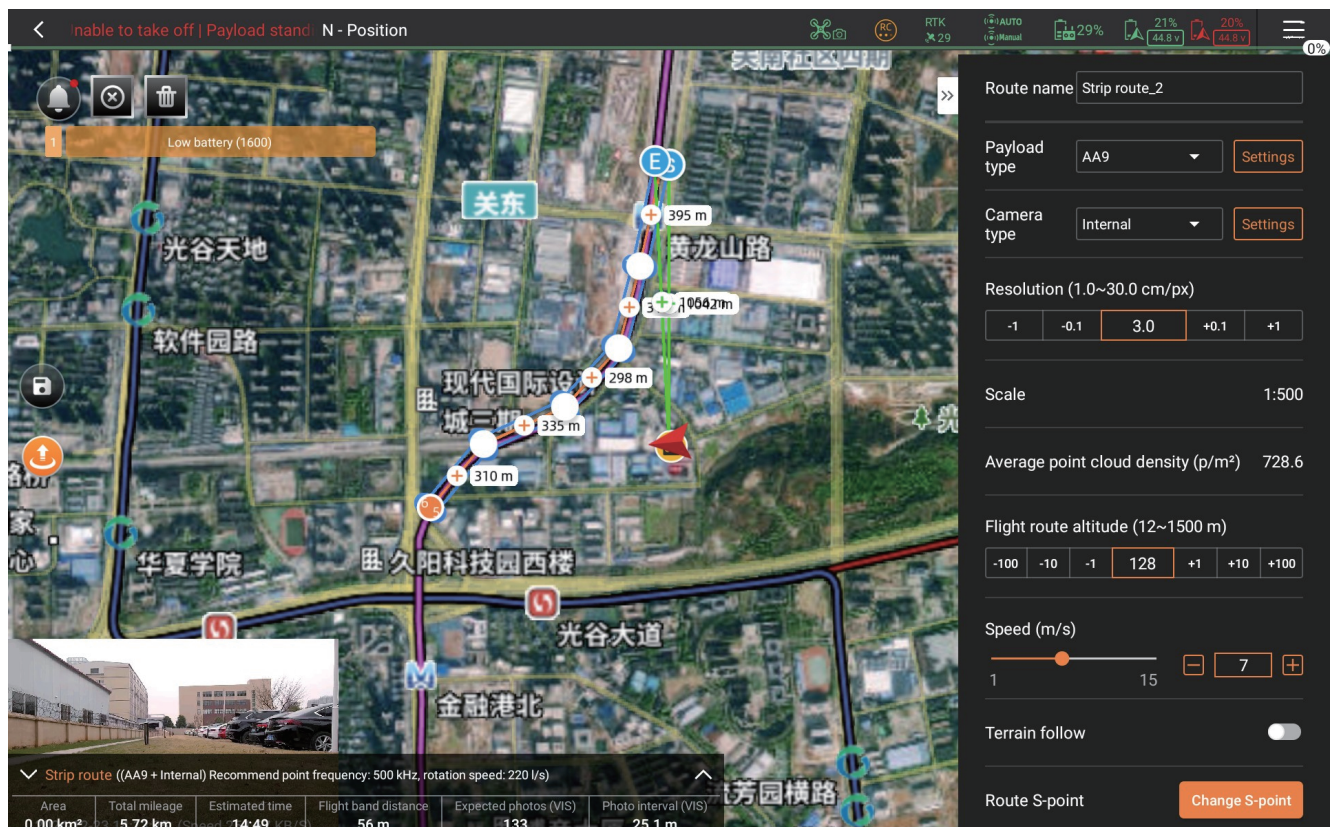 nable to take off | Payload stand N - Position
RC
RTK
29
AUTO
Manual
29%
21%
44.8 v
20%
44.8 v
0%
1 Low battery (1600)
关东
E S
395 m
黄龙山路
光谷天地
1042 m
软件园路
298 m
现代国际设
城三期
335 m
310 m
华夏学院
久阳科技园西楼
光谷大道
金融港北
芳园横路
Strip route ((AA9 + Internal) Recommend point frequency: 500 kHz, rotation speed: 220 l/s)
Area Total mileage Estimated time Flight band distance Expected photos (VIS) Photo interval (VIS)
0.00 km² 5.72 km 14:49 56 m 133 25.1 m
Route name Strip route_2
Payload type AA9 Settings
Camera type Internal Settings
Resolution (1.0~30.0 cm/px)
-1 -0.1 3.0 +0.1 +1
Scale 1:500
Average point cloud density (p/m²) 728.6
Flight route altitude (12~1500 m)
-100 -10 -1 128 +1 +10 +100
Speed (m/s)
1 15 7
Terrain follow
Route S-point Change S-point